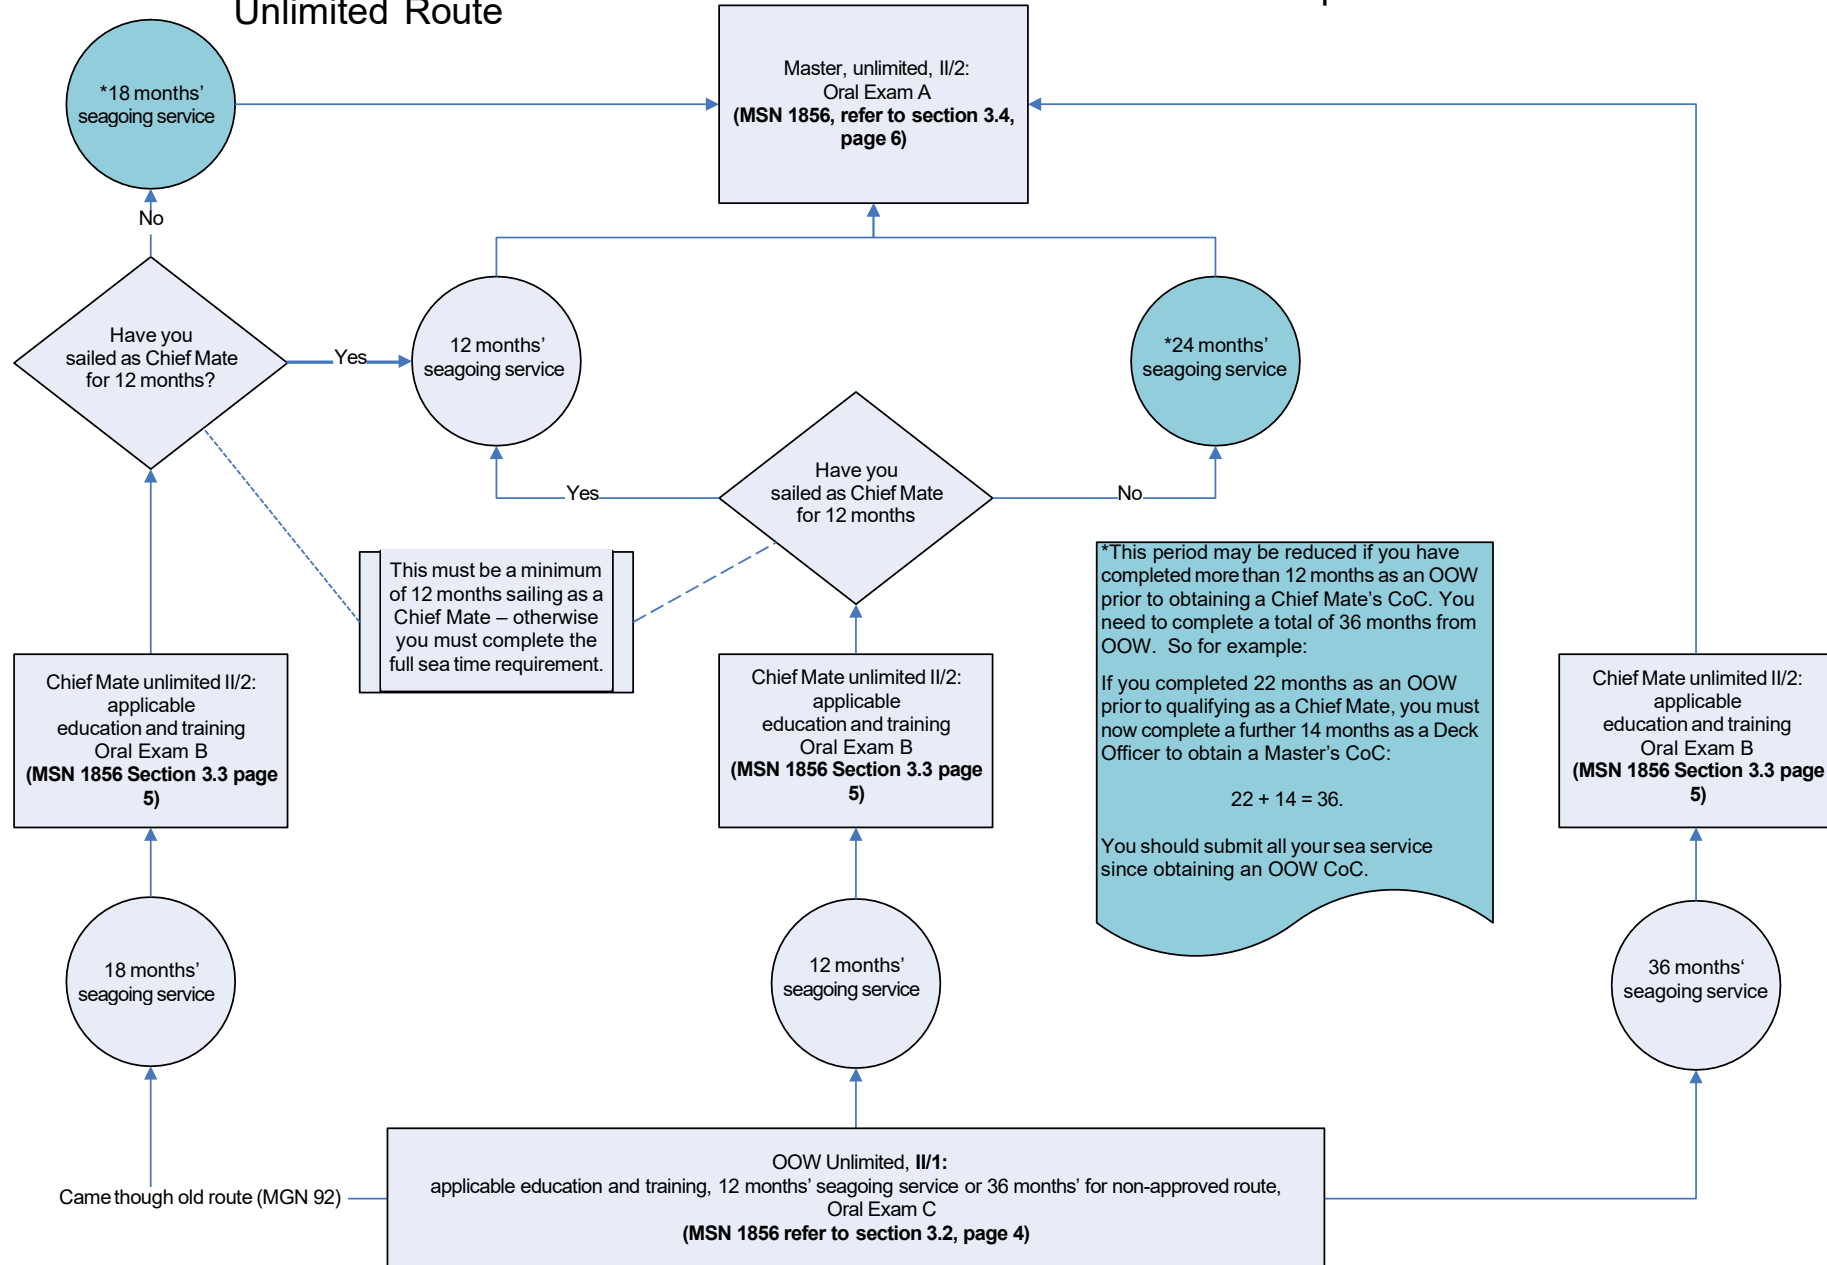 Unlimited Route
*18 months’
seagoing service
Master, unlimited, II/2:
Oral Exam A
(MSN 1856, refer to section 3.4,
page 6)
No
Have you
sailed as Chief Mate
for 12 months?
Yes
12 months’
seagoing service
*24 months’
seagoing service
Have you
sailed as Chief Mate
for 12 months
Yes
No
This must be a minimum
of 12 months sailing as a
Chief Mate – otherwise
you must complete the
full sea time requirement.
*This period may be reduced if you have
completed more than 12 months as an OOW
prior to obtaining a Chief Mate’s CoC. You
need to complete a total of 36 months from
OOW. So for example:
If you completed 22 months as an OOW
prior to qualifying as a Chief Mate, you must
now complete a further 14 months as a Deck
Officer to obtain a Master’s CoC:
22 + 14 = 36.
You should submit all your sea service
since obtaining an OOW CoC.
Chief Mate unlimited II/2:
applicable
education and training
Oral Exam B
(MSN 1856 Section 3.3 page
5)
Chief Mate unlimited II/2:
applicable
education and training
Oral Exam B
(MSN 1856 Section 3.3 page
5)
Chief Mate unlimited II/2:
applicable
education and training
Oral Exam B
(MSN 1856 Section 3.3 page
5)
18 months’
seagoing service
12 months’
seagoing service
36 months‘
seagoing service
Came though old route (MGN 92)
OOW Unlimited, II/1:
applicable education and training, 12 months’ seagoing service or 36 months’ for non-approved route,
Oral Exam C
(MSN 1856 refer to section 3.2, page 4)